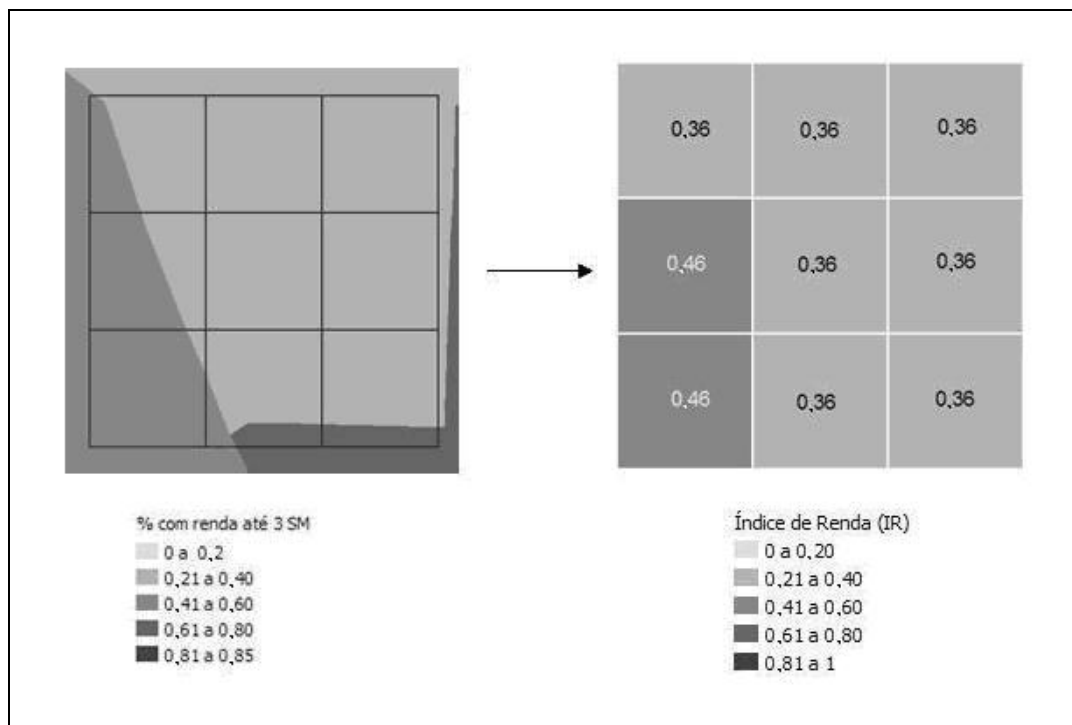 0,36 0,36 0,36
0,46 0,36 0,36
0,46 0,36 0,36
% com renda até 3 SM
0 a 0,2
0,21 a 0,40
0,41 a 0,60
0,61 a 0,80
0,81 a 0,85
Índice de Renda (IR)
0 a 0,20
0,21 a 0,40
0,41 a 0,60
0,61 a 0,80
0,81 a 1